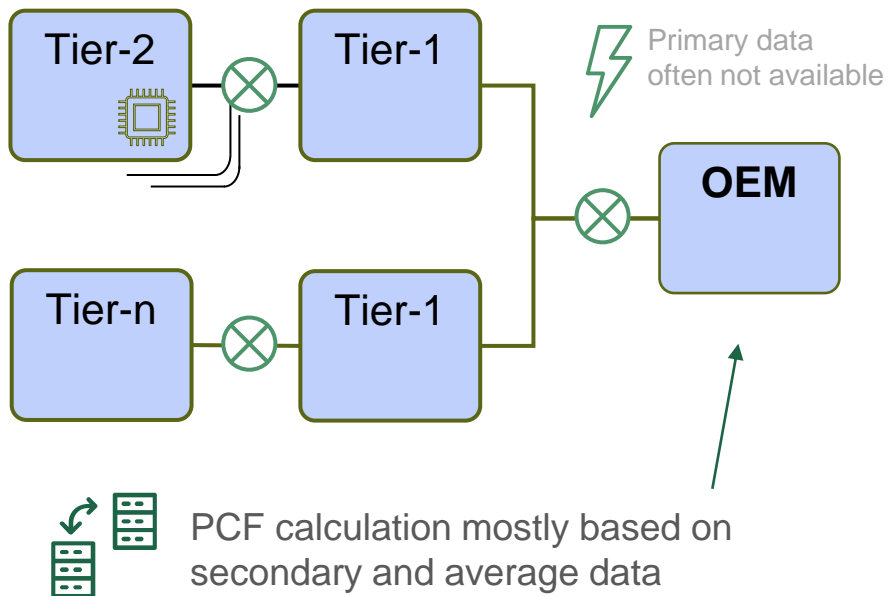 Tier-2
Tier-1
Primary data
often not available
OEM
Tier-n
Tier-1
PCF calculation mostly based on
secondary and average data